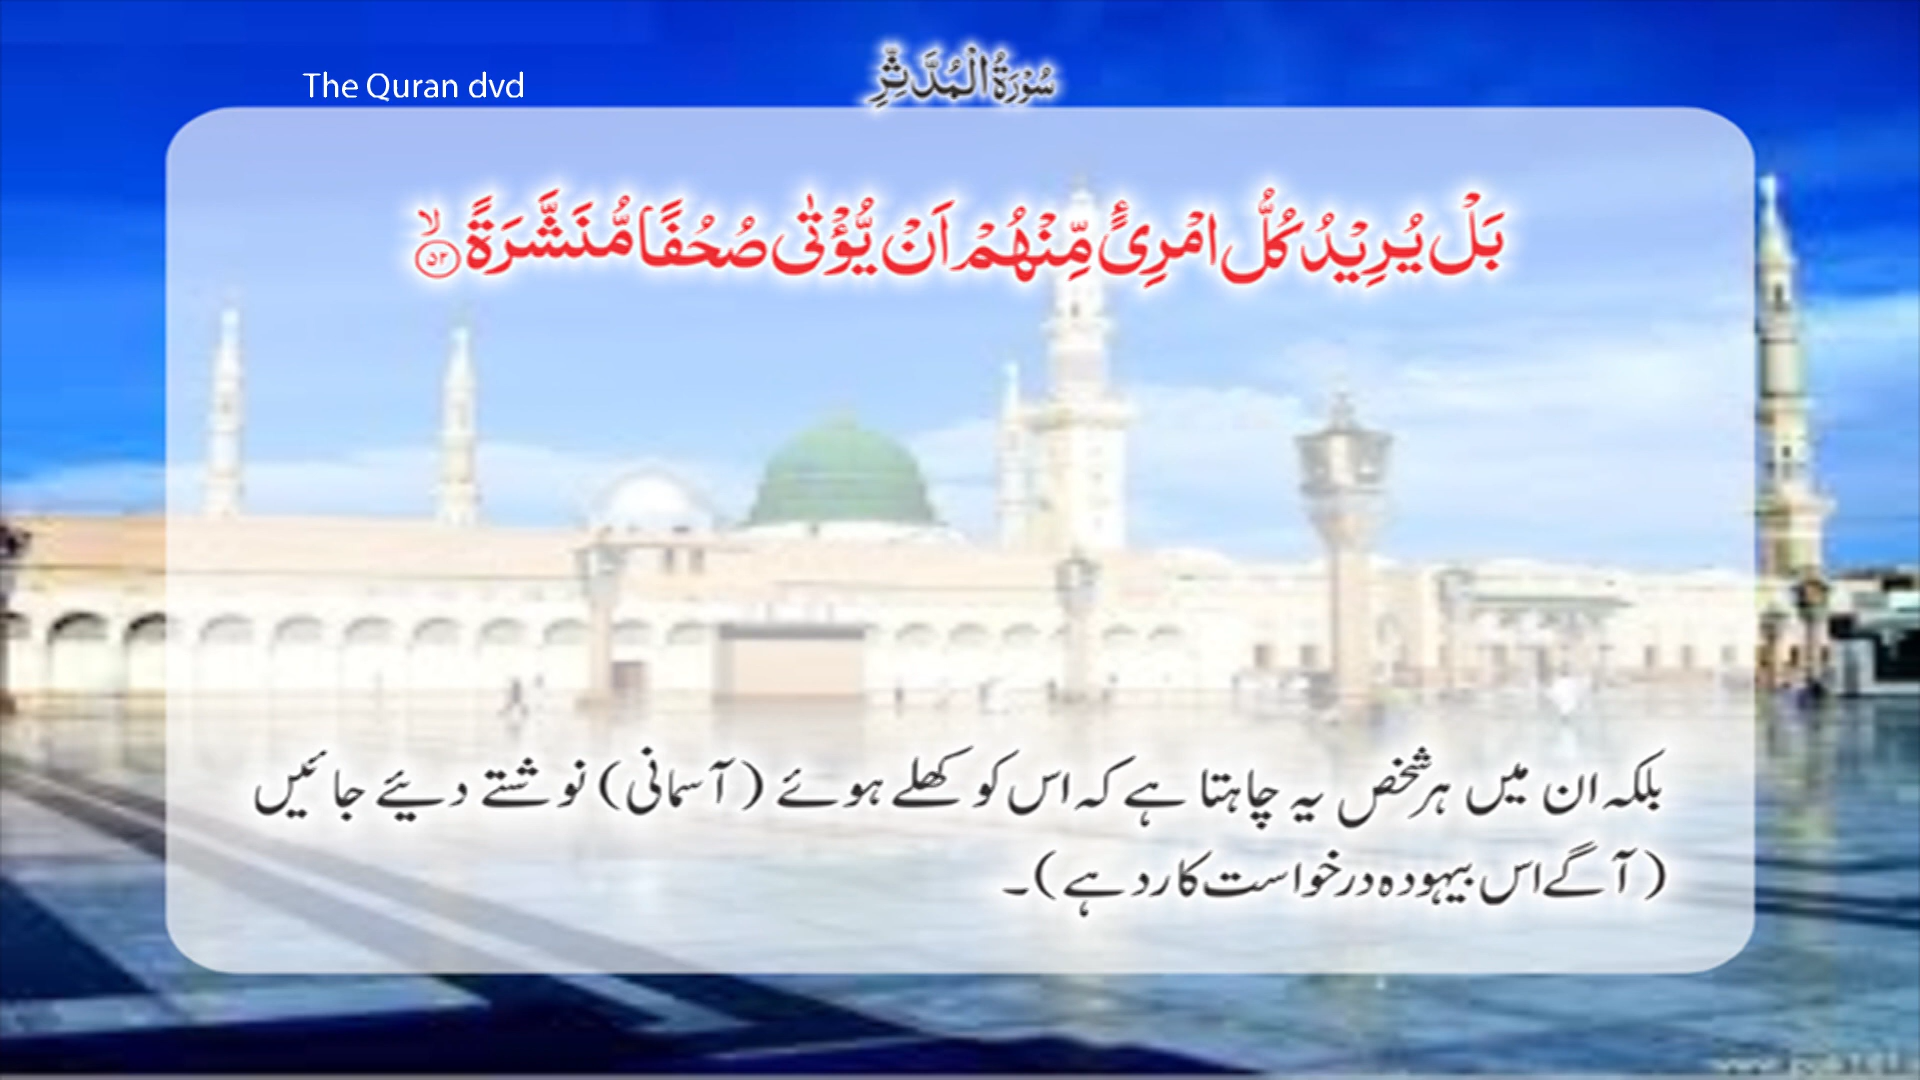 The Quran dvd
سُوْرَةُ الْمُدَّثِّرِ
بَلْ يُرِيْدُ كُلُّ امْرِئٍ مِّنْهُمْ اَنْ يُّؤْتٰى صُحُفًا مُّنَشَّرَةًۙ ۵۲
بلکہ ان میں ہر شخص یہ چاہتا ہے کہ اس کو کھلے ہوئے (آسمانی) نوشتے دیئے جائیں
(آگے اس بیہودہ درخواست کا رد ہے)۔